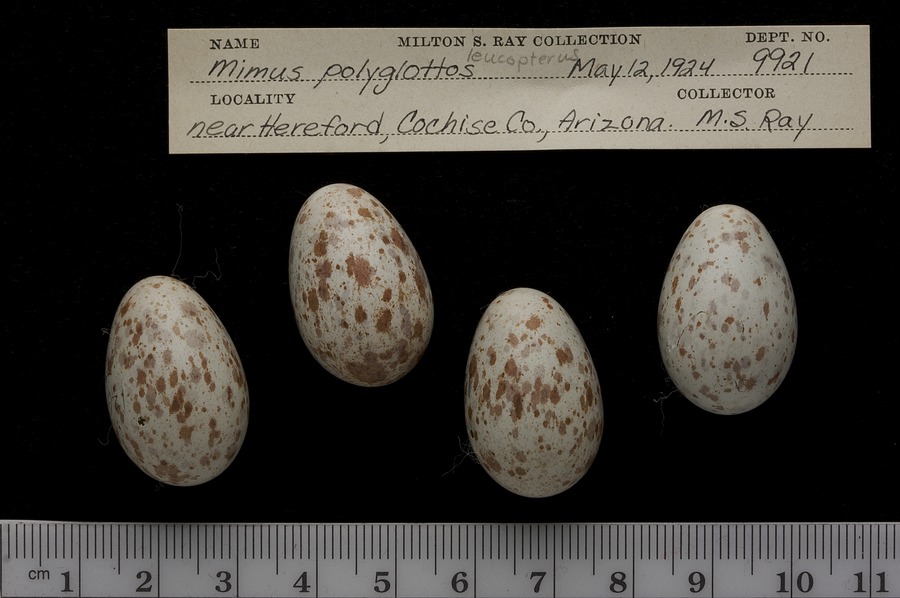 NAME MILTON S. RAY COLLECTION DEPT. NO.
leucopterus
Mimus polyglottos May 12, 1924 9921
LOCALITY COLLECTOR
near Hereford, Cochise Co., Arizona. M.S. Ray
cm 1 2 3 4 5 6 7 8 9 10 11